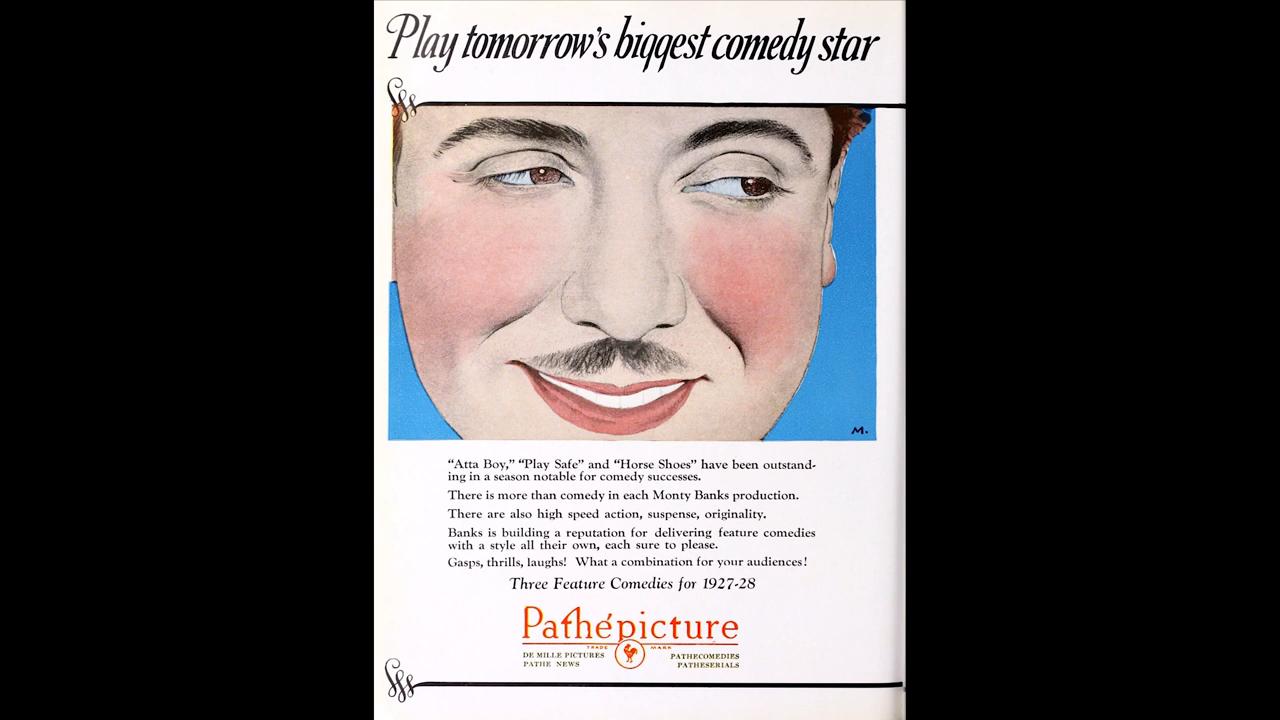 Play tomorrow's biggest comedy star
M.
"Atta Boy," "Play Safe" and "Horse Shoes" have been outstand-
ing in a season notable for comedy successes.
There is more than comedy in each Monty Banks production.
There are also high speed action, suspense, originality.
Banks is building a reputation for delivering feature comedies
with a style all their own, each sure to please.
Gasps, thrills, laughs! What a combination for your audiences!
Three Feature Comedies for 1927-28
Pathépicture
TRADE MARK
DE MILLE PICTURES
PATHE NEWS
PATHECOMEDIES
PATHESERIALS